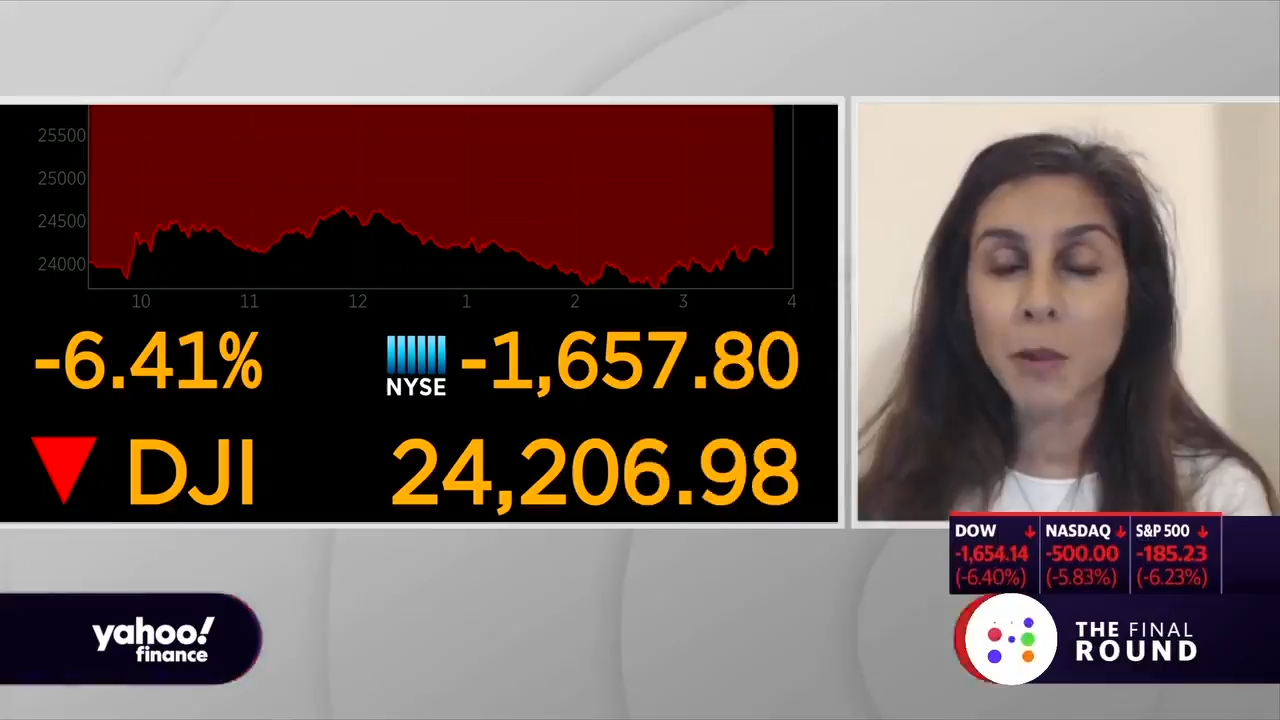 25500
25000
24500
24000
10 11 12 1 2 3 4
-6.41% NYSE -1,657.80
DJI 24,206.98
DOW NASDAQ S&P 500
-1,654.14 -500.00 -185.23
(-6.40%) (-5.83%) (-6.23%)
yahoo!
finance
THE FINAL
ROUND